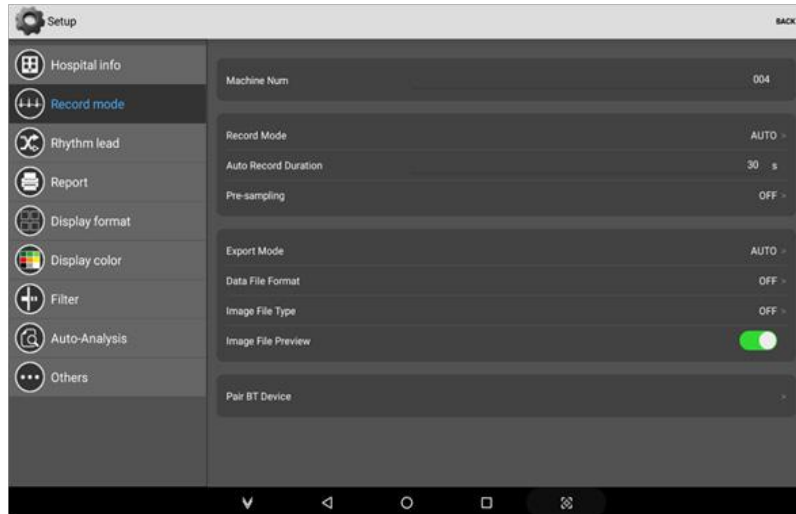 Setup
BACK
Hospital info
Record mode
Rhythm lead
Report
Display format
Display color
Filter
Auto-Analysis
Others
Machine Num 004
Record Mode AUTO >
Auto Record Duration 30 s
Pre-sampling OFF >
Export Mode AUTO >
Data File Format OFF >
Image File Type OFF >
Image File Preview
Pair BT Device >